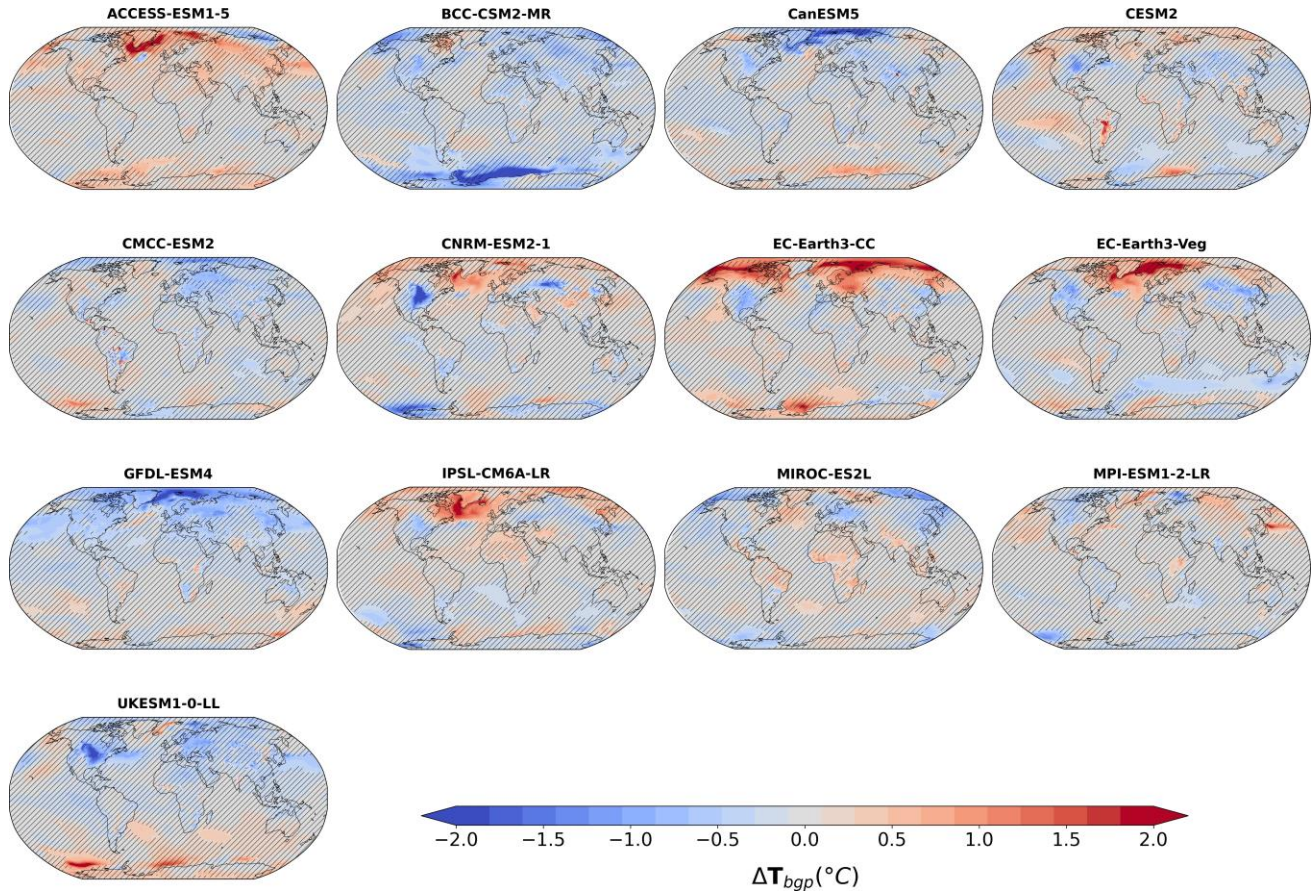 ACCESS-ESM1-5 BCC-CSM2-MR CanESM5 CESM2
CMCC-ESM2 CNRM-ESM2-1 EC-Earth3-CC EC-Earth3-Veg
GFDL-ESM4 IPSL-CM6A-LR MIROC-ES2L MPI-ESM1-2-LR
UKESM1-0-LL
−2.0 −1.5 −1.0 −0.5 0.0 0.5 1.0 1.5 2.0
ΔT_bgp(°C)